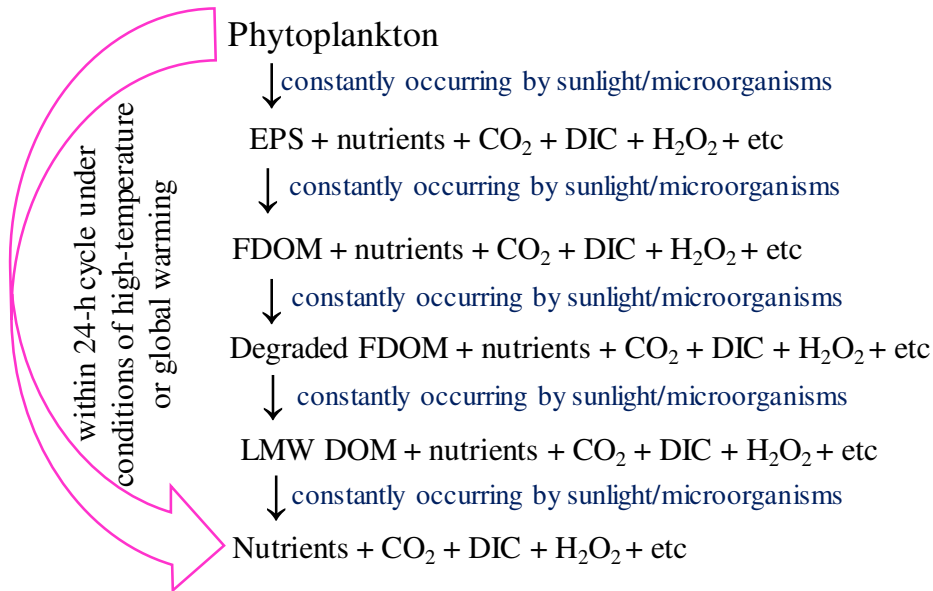 Phytoplankton
constantly occurring by sunlight/microorganisms
EPS + nutrients + CO₂ + DIC + H₂O₂ + etc
constantly occurring by sunlight/microorganisms
FDOM + nutrients + CO₂ + DIC + H₂O₂ + etc
constantly occurring by sunlight/microorganisms
Degraded FDOM + nutrients + CO₂ + DIC + H₂O₂ + etc
constantly occurring by sunlight/microorganisms
LMW DOM + nutrients + CO₂ + DIC + H₂O₂ + etc
constantly occurring by sunlight/microorganisms
Nutrients + CO₂ + DIC + H₂O₂ + etc
within 24-h cycle under
conditions of high-temperature
or global warming